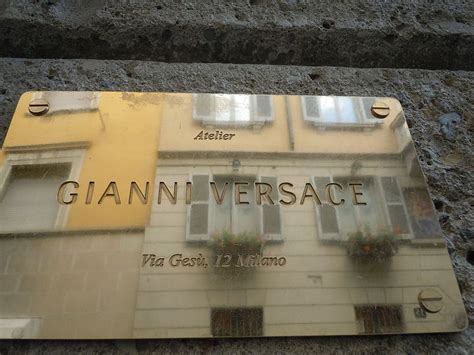 Atelier
GIANNI VERSACE
Via Gesù, 12 Milano